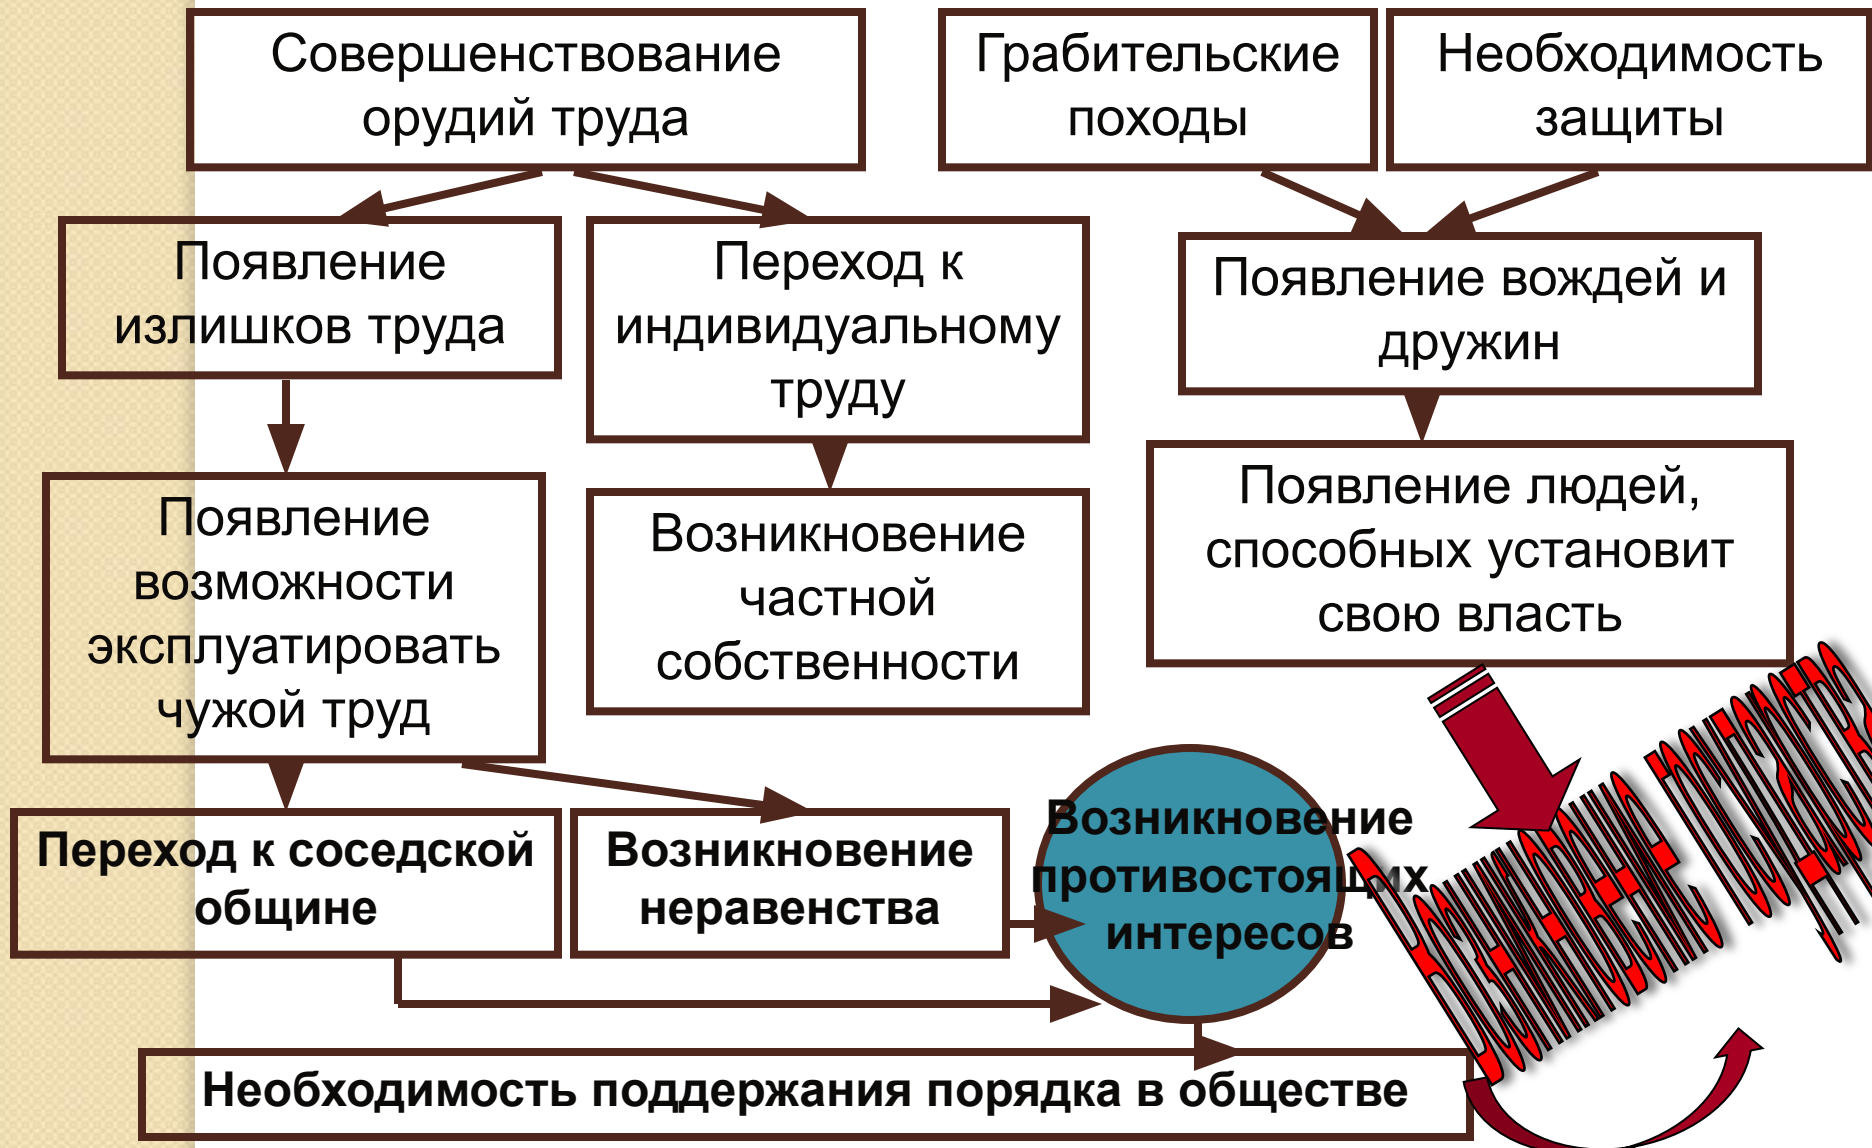 Совершенствование
орудий труда
Грабительские
походы
Необходимость
защиты
Появление
излишков труда
Переход к
индивидуальному
труду
Появление вождей и
дружин
Появление
возможности
эксплуатировать
чужой труд
Возникновение
частной
собственности
Появление людей,
способных установит
свою власть
Переход к соседской
общине
Возникновение
неравенства
Возникновение
противостоящих
интересов
Возникновение
Необходимость поддержания порядка в обществе